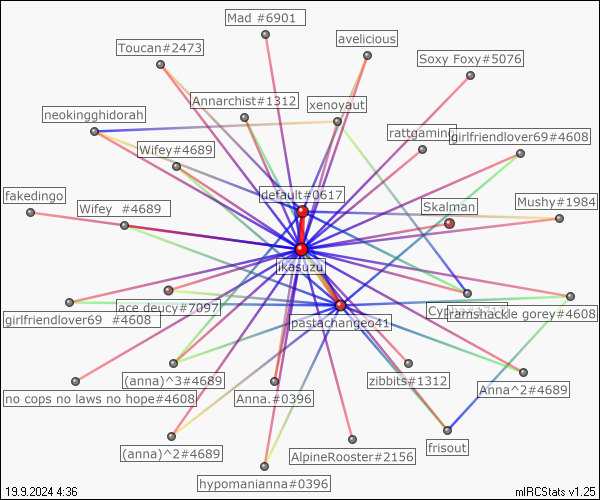 Mad #6901
avelicious
Toucan#2473
Soxy Foxy#5076
Annarchist#1312
xenoyaut
neokingghidorah
rattgaming
girlfriendlover69#4608
Wifey#4689
default#0617
fakedingo
Wifey #4689
Skalman
Mushy#1984
ikasuzu
ace deucy#7097
girlfriendlover69 #4608
pastachangeo41
ramshackle gorey#4608
(anna)^3#4689
zibbits#1312
Anna^2#4689
no cops no laws no hope#4608
Anna.#0396
(anna)^2#4689
AlpineRooster#2156
frisout
hypomanianna#0396
19.9.2024 4:36
mIRCStats v1.25